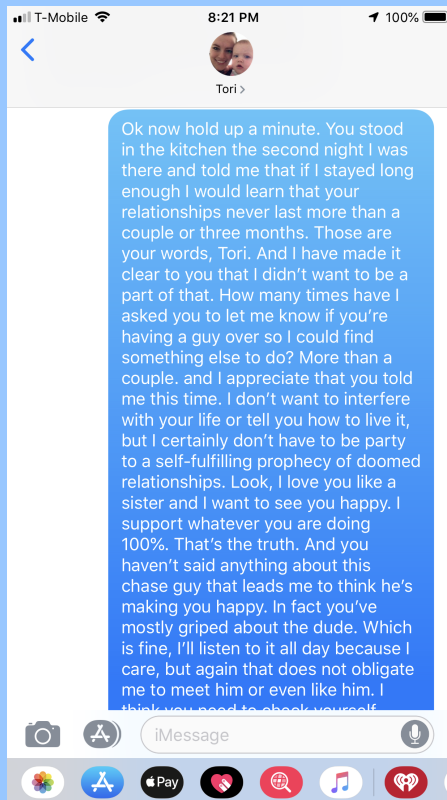 T-Mobile 8:21 PM 100%
Tori >
Ok now hold up a minute. You stood
in the kitchen the second night I was
there and told me that if I stayed long
enough I would learn that your
relationships never last more than a
couple or three months. Those are
your words, Tori. And I have made it
clear to you that I didn’t want to be a
part of that. How many times have I
asked you to let me know if you’re
having a guy over so I could find
something else to do? More than a
couple. and I appreciate that you told
me this time. I don’t want to interfere
with your life or tell you how to live it,
but I certainly don’t have to be party
to a self-fulfilling prophecy of doomed
relationships. Look, I love you like a
sister and I want to see you happy. I
support whatever you are doing
100%. That’s the truth. And you
haven’t said anything about this
chase guy that leads me to think he’s
making you happy. In fact you’ve
mostly griped about the dude. Which
is fine, I’ll listen to it all day because I
care, but again that does not obligate
me to meet him or even like him. I
think you need to check yourself
iMessage
Pay